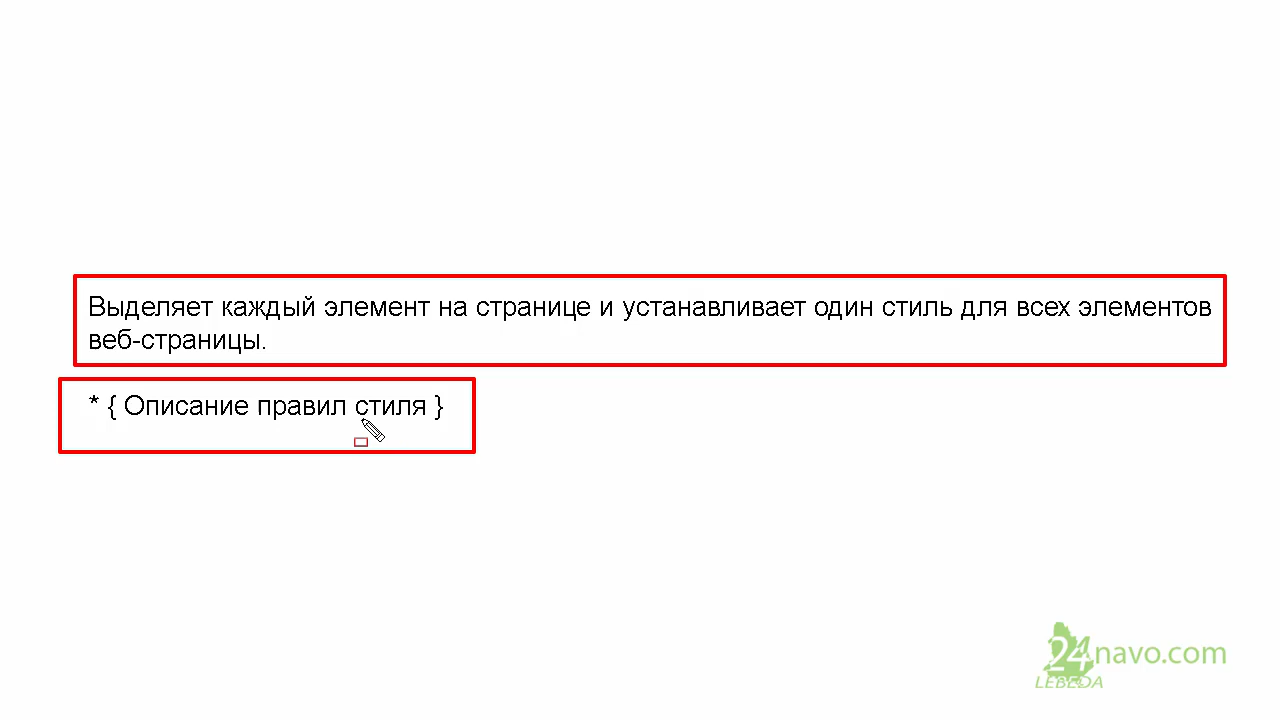 Выделяет каждый элемент на странице и устанавливает один стиль для всех элементов
веб-страницы.
* { Описание правил стиля }
24navo.com
LEBEDA